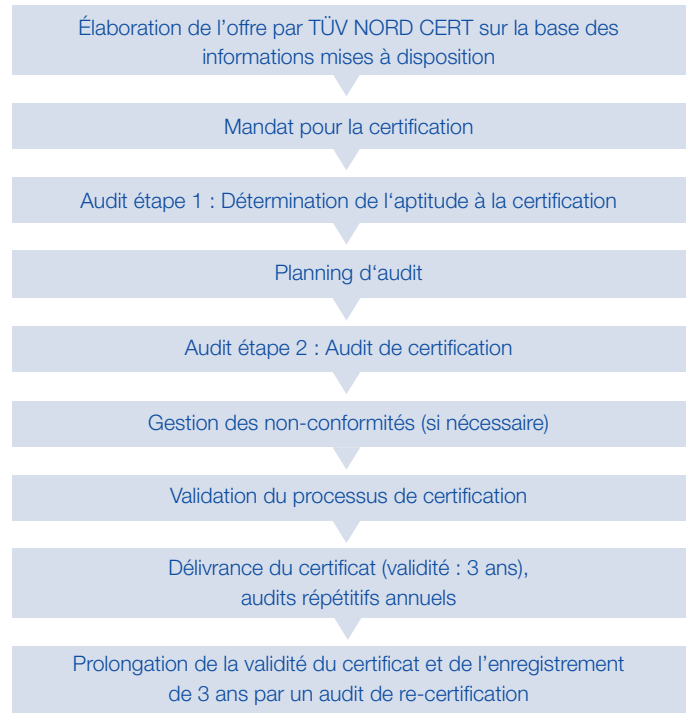 Élaboration de l’offre par TÜV NORD CERT sur la base des
informations mises à disposition
Mandat pour la certification
Audit étape 1 : Détermination de l‘aptitude à la certification
Planning d‘audit
Audit étape 2 : Audit de certification
Gestion des non-conformités (si nécessaire)
Validation du processus de certification
Délivrance du certificat (validité : 3 ans),
audits répétitifs annuels
Prolongation de la validité du certificat et de l’enregistrement
de 3 ans par un audit de re-certification